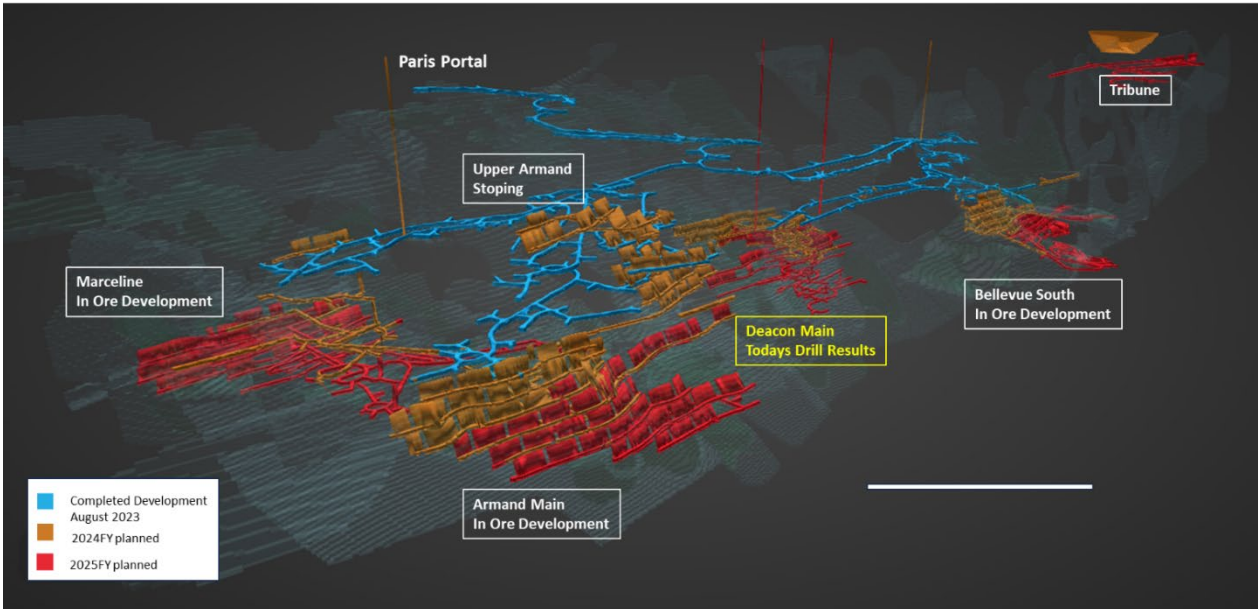 Paris Portal
Tribune
Upper Armand
Stoping
Marceline
In Ore Development
Bellevue South
In Ore Development
Deacon Main
Todays Drill Results
Armand Main
In Ore Development
Completed Development
August 2023
2024FY planned
2025FY planned